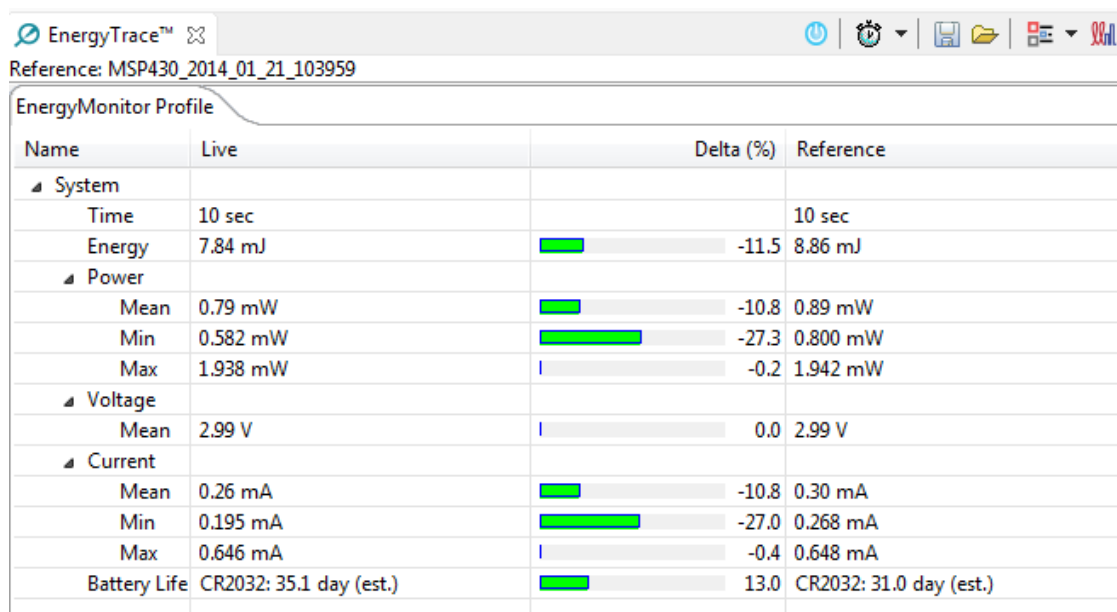 EnergyTrace™
Reference: MSP430_2014_01_21_103959
EnergyMonitor Profile
Name Live Delta (%) Reference
System
Time 10 sec 10 sec
Energy 7.84 mJ -11.5 8.86 mJ
Power
Mean 0.79 mW -10.8 0.89 mW
Min 0.582 mW -27.3 0.800 mW
Max 1.938 mW -0.2 1.942 mW
Voltage
Mean 2.99 V 0.0 2.99 V
Current
Mean 0.26 mA -10.8 0.30 mA
Min 0.195 mA -27.0 0.268 mA
Max 0.646 mA -0.4 0.648 mA
Battery Life CR2032: 35.1 day (est.) 13.0 CR2032: 31.0 day (est.)